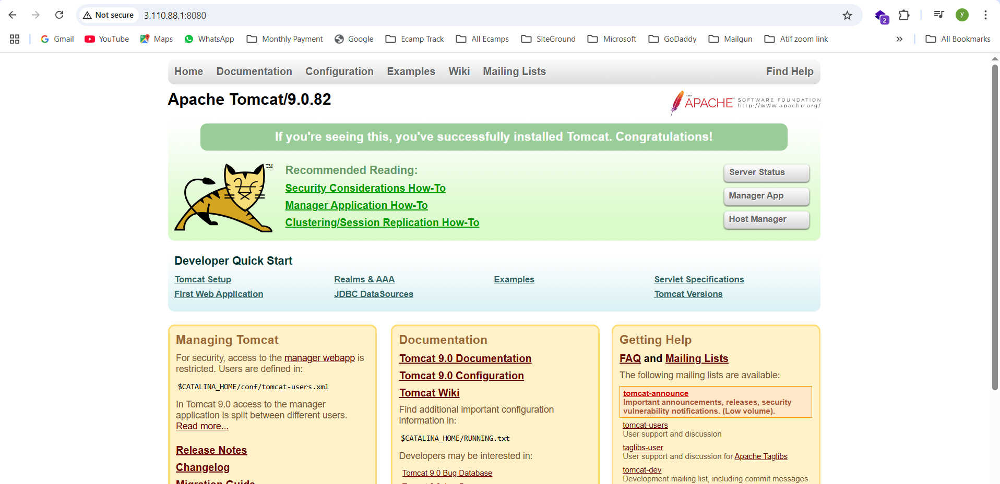 Not secure 3.110.88.1:8080
2
y
Gmail YouTube Maps WhatsApp Monthly Payment Google Ecamp Track All Ecamps SiteGround Microsoft GoDaddy Mailgun Atif zoom link » All Bookmarks
Home Documentation Configuration Examples Wiki Mailing Lists Find Help
Apache Tomcat/9.0.82
THE APACHE SOFTWARE FOUNDATION
http://www.apache.org/
If you're seeing this, you've successfully installed Tomcat. Congratulations!
TM
Recommended Reading:
Security Considerations How-To
Manager Application How-To
Clustering/Session Replication How-To
Server Status
Manager App
Host Manager
Developer Quick Start
Tomcat Setup
First Web Application
Realms & AAA
JDBC DataSources
Examples
Servlet Specifications
Tomcat Versions
Managing Tomcat
For security, access to the manager webapp is
restricted. Users are defined in:
$CATALINA_HOME/conf/tomcat-users.xml
In Tomcat 9.0 access to the manager
application is split between different users.
Read more...
Release Notes
Changelog
Migration Guide
Documentation
Tomcat 9.0 Documentation
Tomcat 9.0 Configuration
Tomcat Wiki
Find additional important configuration
information in:
$CATALINA_HOME/RUNNING.txt
Developers may be interested in:
Tomcat 9.0 Bug Database
Getting Help
FAQ and Mailing Lists
The following mailing lists are available:
tomcat-announce
Important announcements, releases, security
vulnerability notifications. (Low volume).
tomcat-users
User support and discussion
taglibs-user
User support and discussion for Apache Taglibs
tomcat-dev
Development mailing list, including commit messages